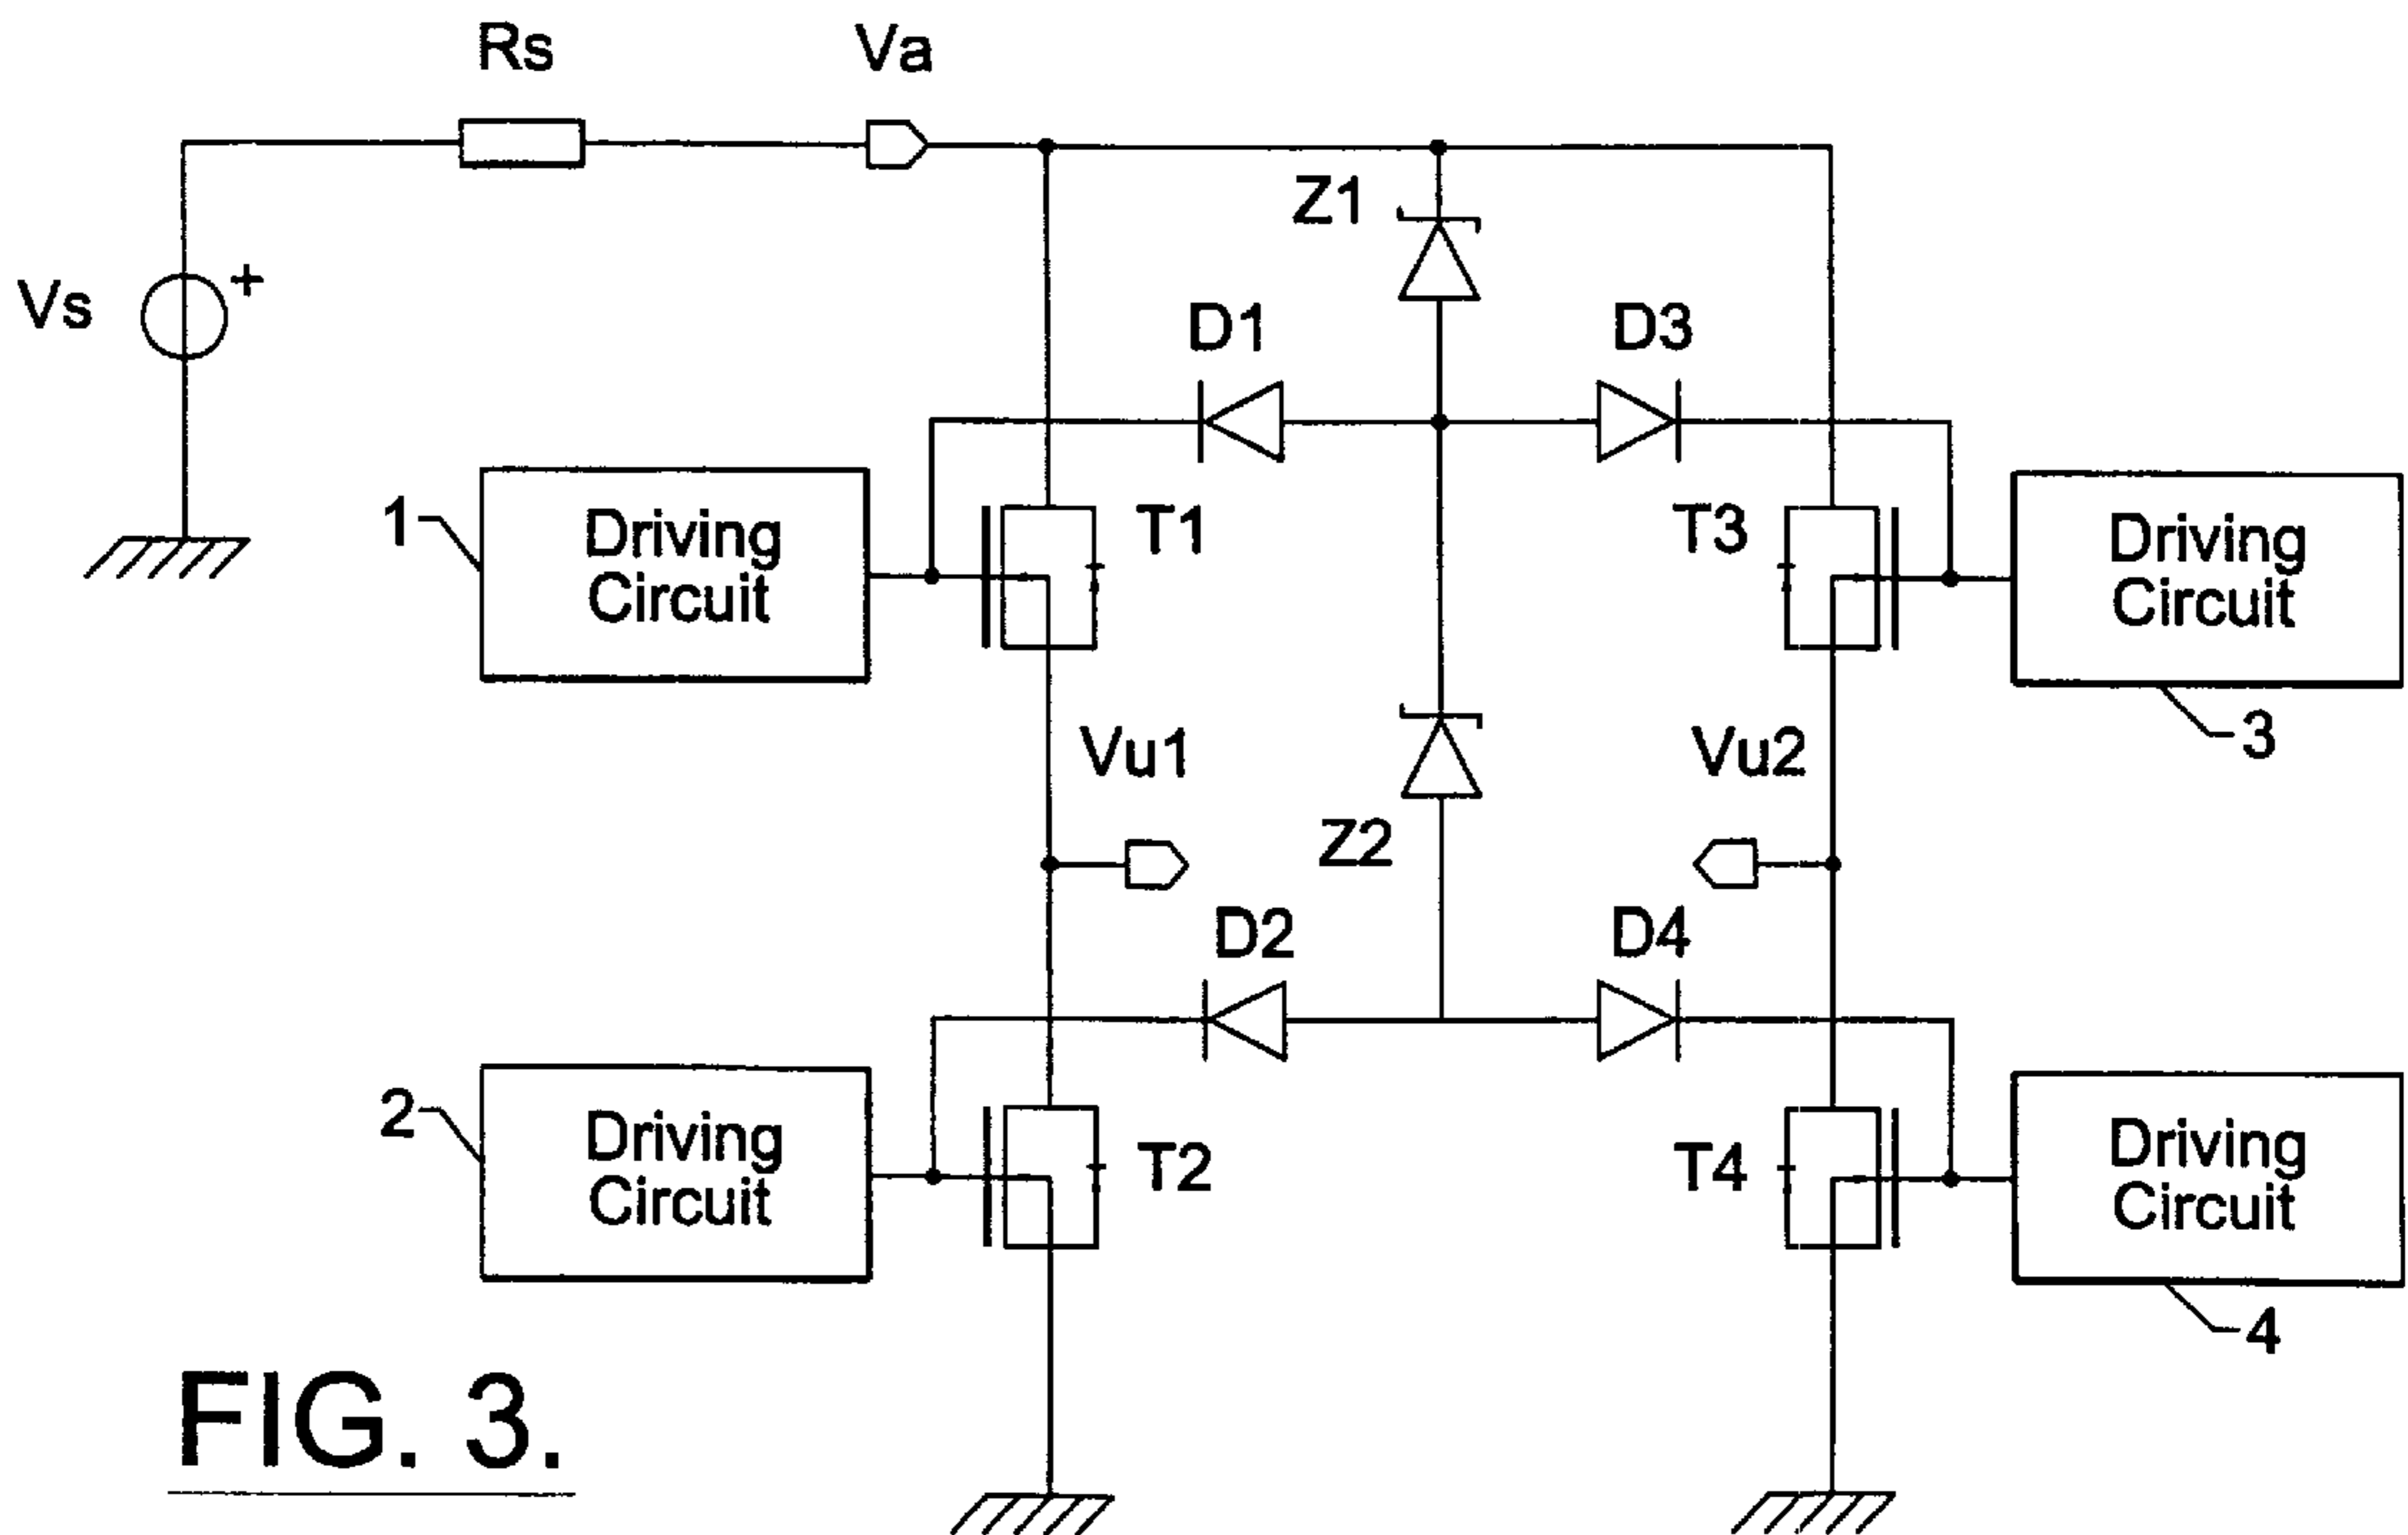 Rs
Va
Vs
+
Z1
D1
D3
1
Driving
Circuit
T1
T3
Driving
Circuit
3
Vu1
Vu2
Z2
D2
D4
2
Driving
Circuit
T2
T4
Driving
Circuit
4
FIG. 3.